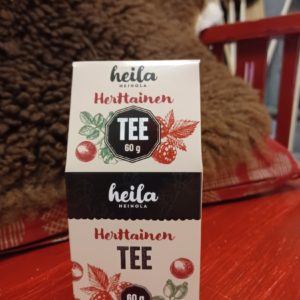 heila
HEINOLA
Herttainen
TEE
60 g
heila
HEINOLA
Herttainen
TEE
60 g